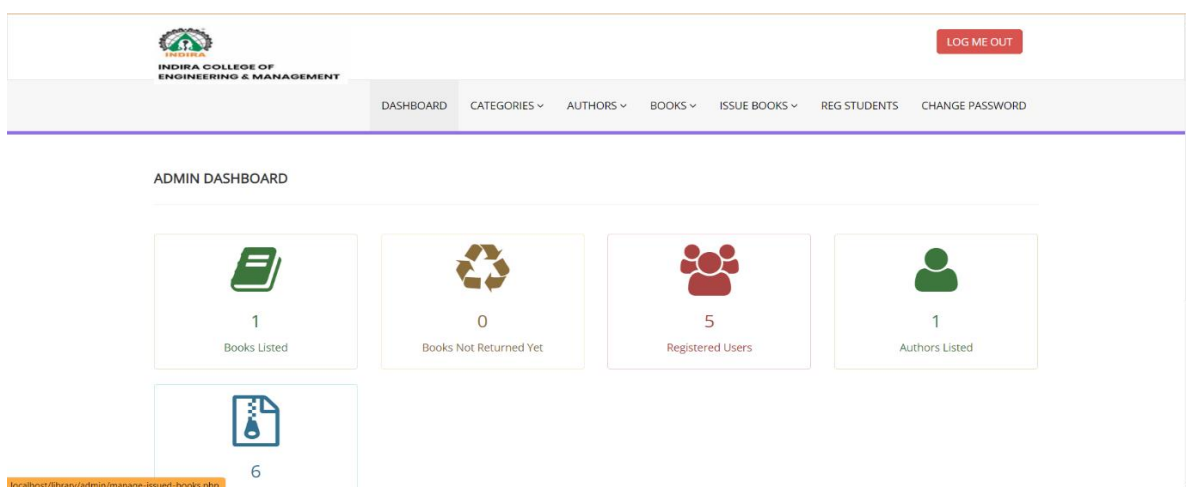 INDIRA
INDIRA COLLEGE OF
ENGINEERING & MANAGEMENT
LOG ME OUT
DASHBOARD CATEGORIES AUTHORS BOOKS ISSUE BOOKS REG STUDENTS CHANGE PASSWORD
ADMIN DASHBOARD
1
Books Listed
0
Books Not Returned Yet
5
Registered Users
1
Authors Listed
6
localhost/library/admin/manage-issued-books.php